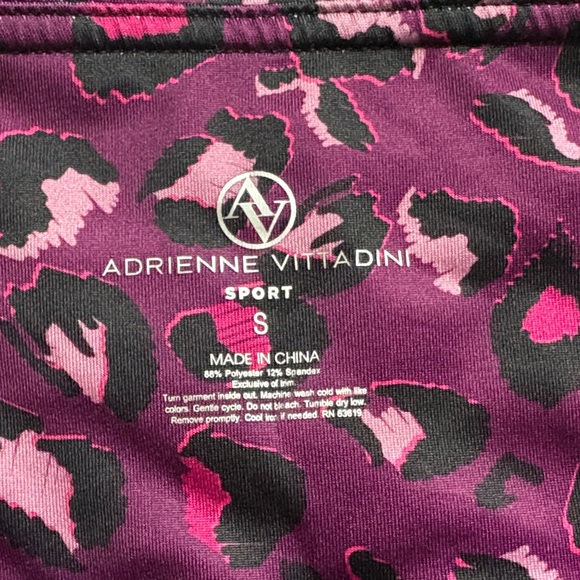 AV
ADRIENNE VITTADINI
SPORT
S
MADE IN CHINA
88% Polyester 12% Spandex
Exclusive of trim
Turn garment inside out. Machine wash cold with like
colors. Gentle cycle. Do not bleach. Tumble dry low.
Remove promptly. Cool iron if needed. RN 63619